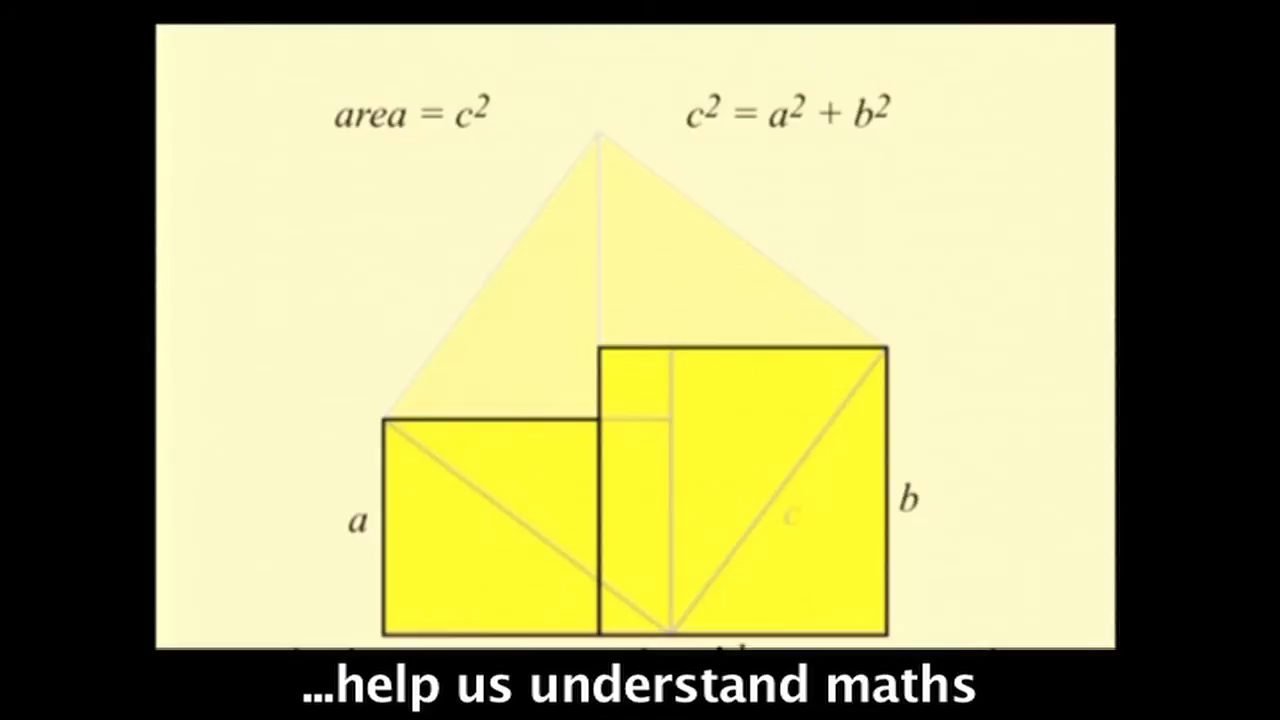 area = c²
c² = a² + b²
a
c
b
...help us understand maths